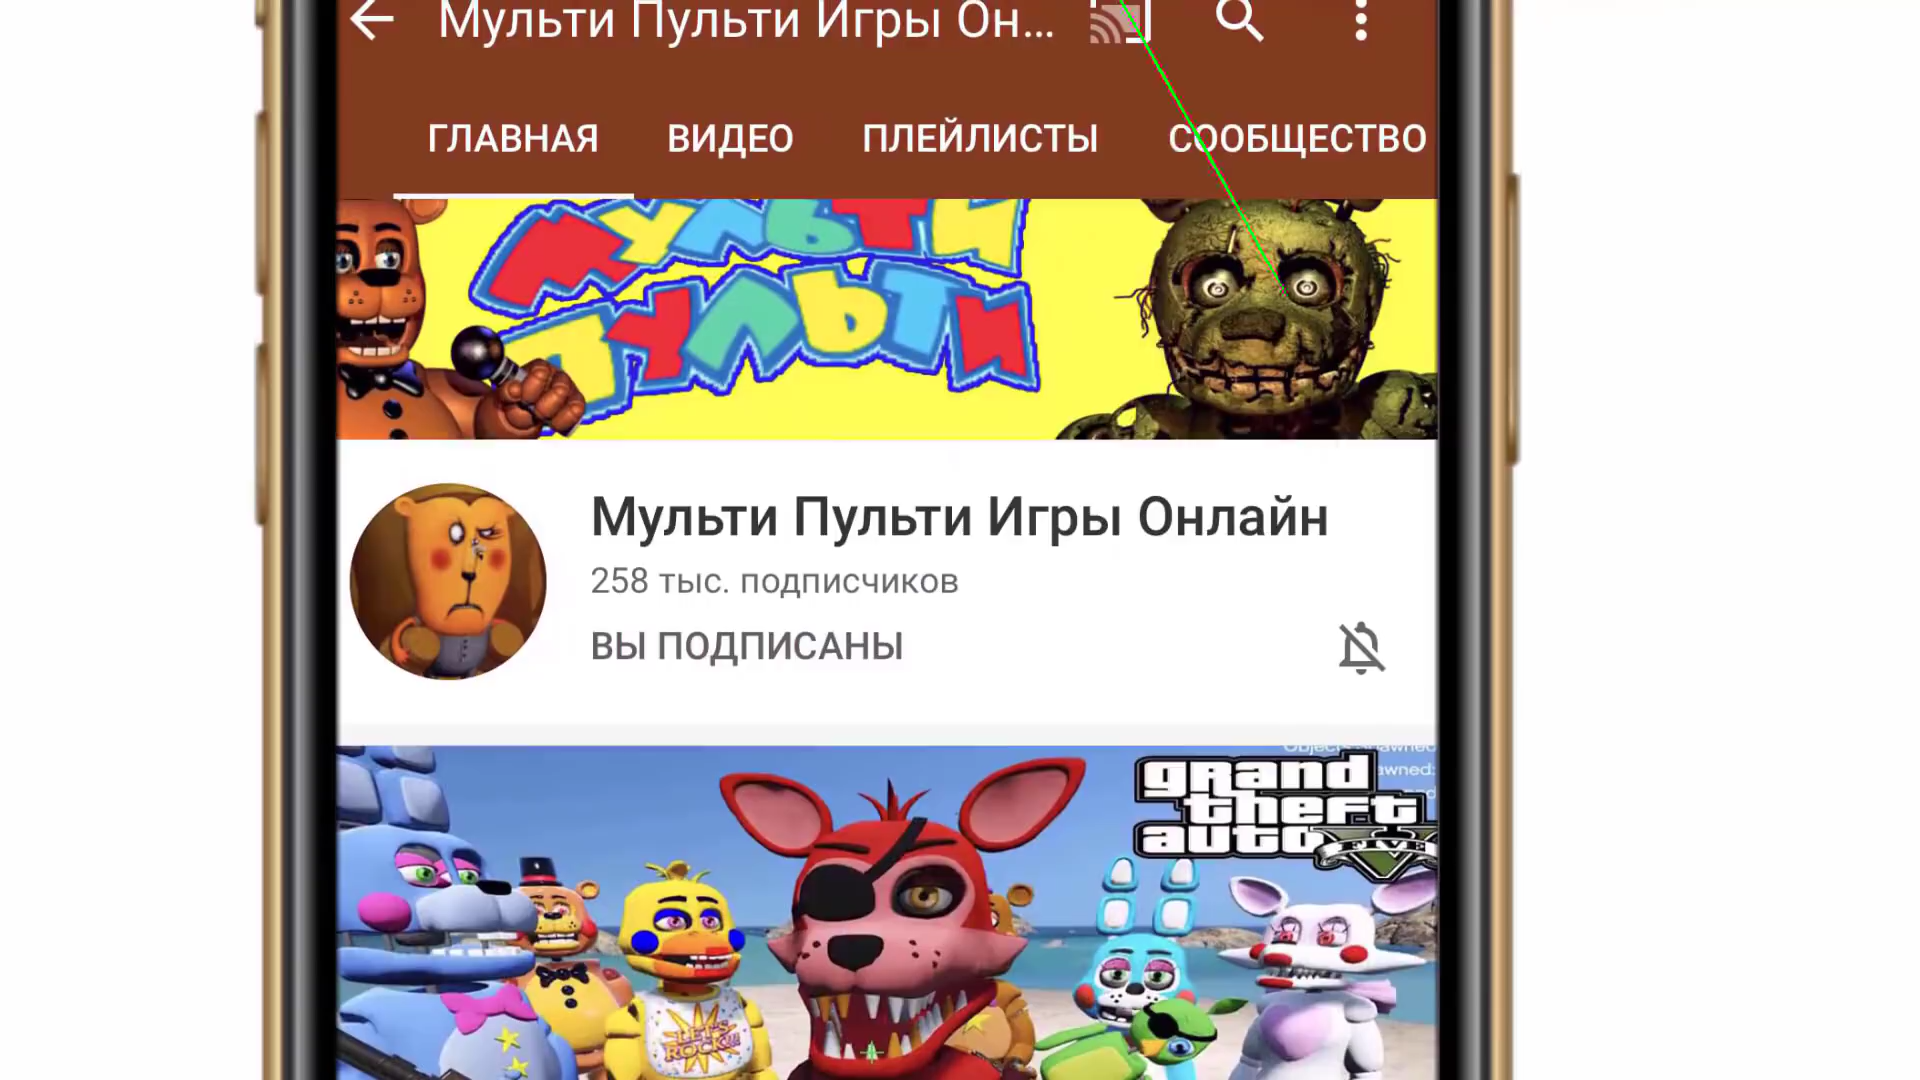 Мульти Пульти Игры Он...
ГЛАВНАЯ ВИДЕО ПЛЕЙЛИСТЫ СООБЩЕСТВО
МУЛЬТИ
ПУЛЬТИ
Мульти Пульти Игры Онлайн
258 тыс. подписчиков
ВЫ ПОДПИСАНЫ
grand
theft
auto
FIVE
LET'S
ROCK!!!